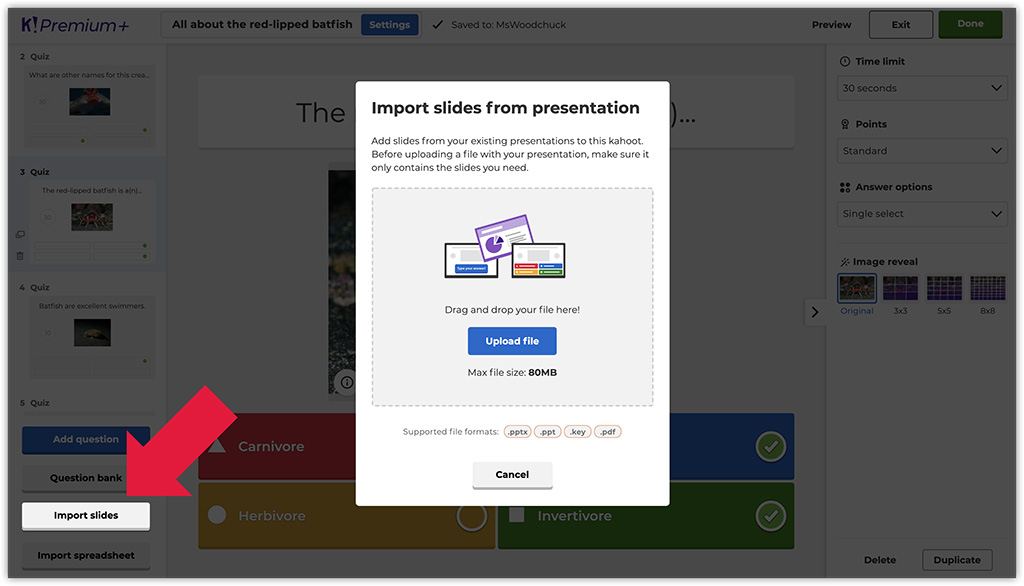 K!Premium+
All about the red-lipped batfish
Settings
Saved to: MsWoodchuck
Preview
Exit
Done
2 Quiz
What are other names for this crea...
30
3 Quiz
The red-lipped batfish is a(n)...
30
4 Quiz
Batfish are excellent swimmers.
10
5 Quiz
Add question
Question bank
Import slides
Import spreadsheet
The
)...
Import slides from presentation
Add slides from your existing presentations to this kahoot.
Before uploading a file with your presentation, make sure it
only contains the slides you need.
Type your answer!
Drag and drop your file here!
Upload file
Max file size: 80MB
Supported file formats: .pptx .ppt .key .pdf
Cancel
Carnivore
Herbivore
Invertivore
Time limit
30 seconds
Points
Standard
Answer options
Single select
Image reveal
Original 3x3 5x5 8x8
Delete
Duplicate